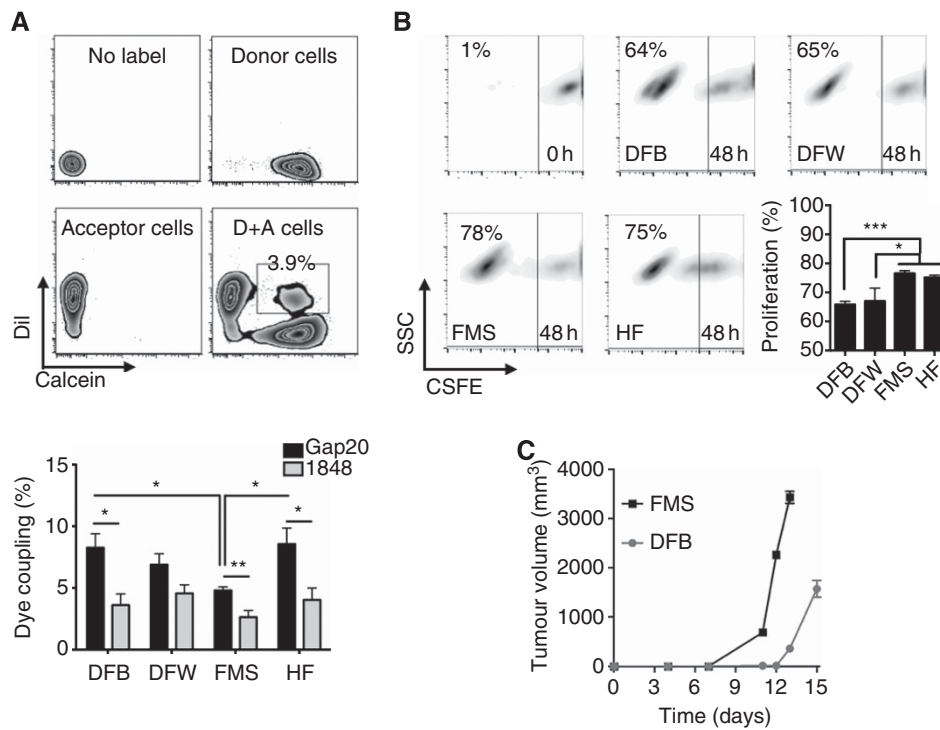 A
No label
Donor cells
Acceptor cells
D+A cells
3.9%
DiI
Calcein
B
1%
0 h
64%
DFB
48 h
65%
DFW
48 h
78%
FMS
48 h
75%
HF
48 h
SSC
CSFE
Proliferation (%)
100
90
80
70
60
50
***
*
DFB
DFW
FMS
HF
Gap20
1848
Dye coupling (%)
15
10
5
0
*
*
*
**
*
DFB
DFW
FMS
HF
C
Tumour volume (mm³)
4000
3000
2000
1000
0
FMS
DFB
0
3
6
9
12
15
Time (days)